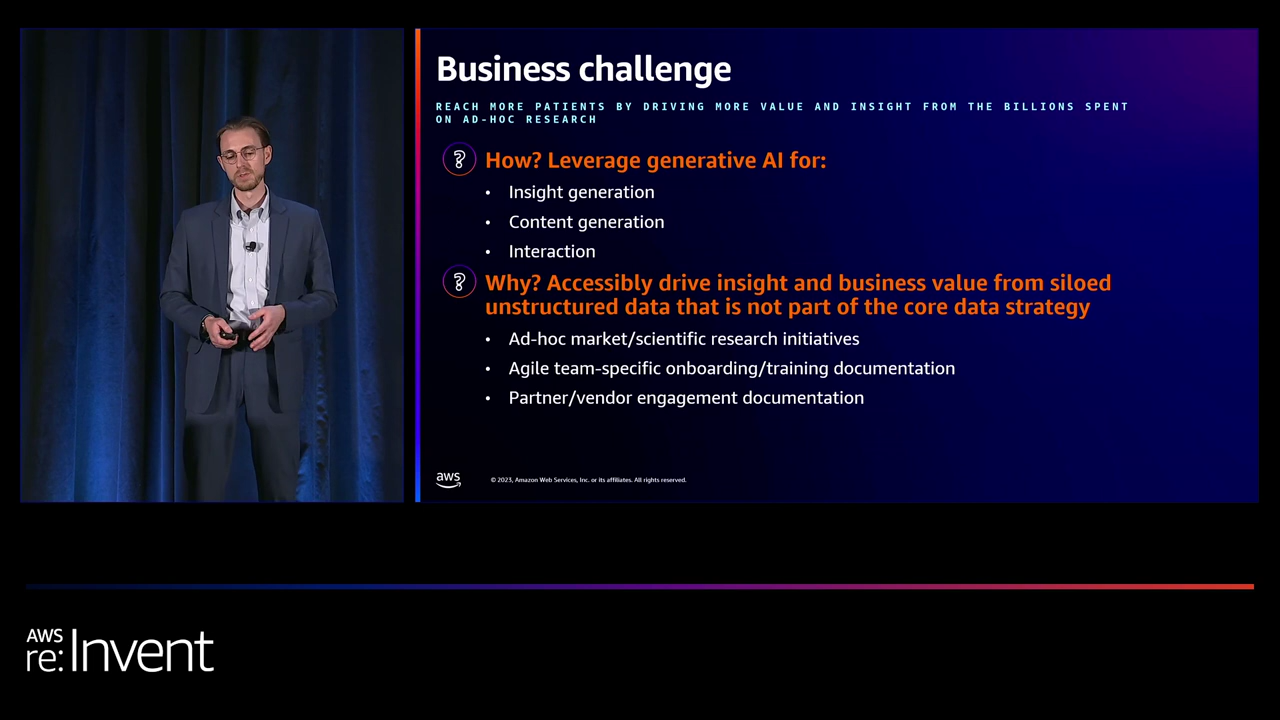 Business challenge
REACH MORE PATIENTS BY DRIVING MORE VALUE AND INSIGHT FROM THE BILLIONS SPENT
ON AD-HOC RESEARCH
? How? Leverage generative AI for:
• Insight generation
• Content generation
• Interaction
? Why? Accessibly drive insight and business value from siloed
unstructured data that is not part of the core data strategy
• Ad-hoc market/scientific research initiatives
• Agile team-specific onboarding/training documentation
• Partner/vendor engagement documentation
aws
© 2023, Amazon Web Services, Inc. or its affiliates. All rights reserved.
AWS
re:Invent